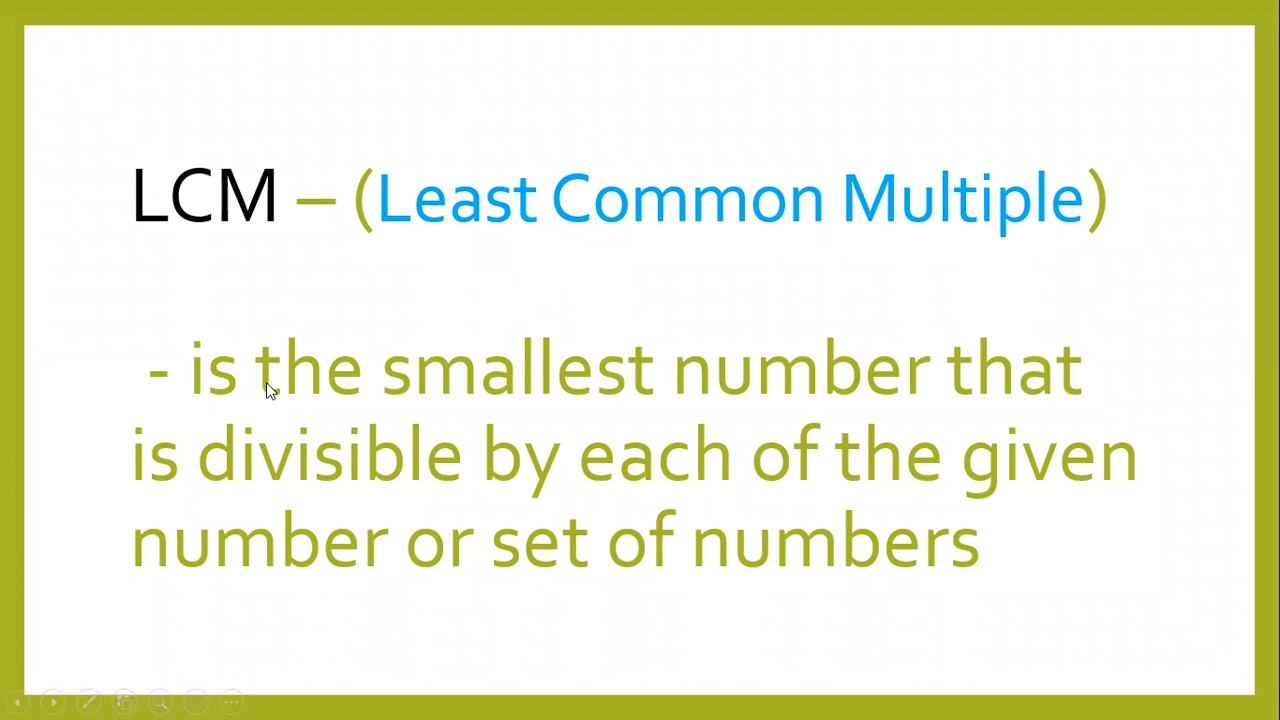 LCM – (Least Common Multiple)
- is the smallest number that
is divisible by each of the given
number or set of numbers